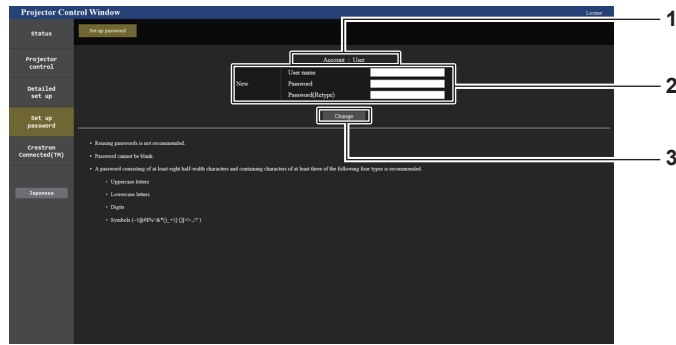 Projector Control Window
License
Status
Projector
control
Detailed
set up
Set up
password
Crestron
Connected(TM)
Japanese
Set up password
Account : User
New
User name
Password
Password(Retype)
Change
• Reusing passwords is not recommended.
• Password cannot be blank.
• A password consisting of at least eight half-width characters and containing characters of at least three of the following four types is recommended.
• Uppercase letters
• Lowercase letters
• Digits
• Symbols
1
2
3